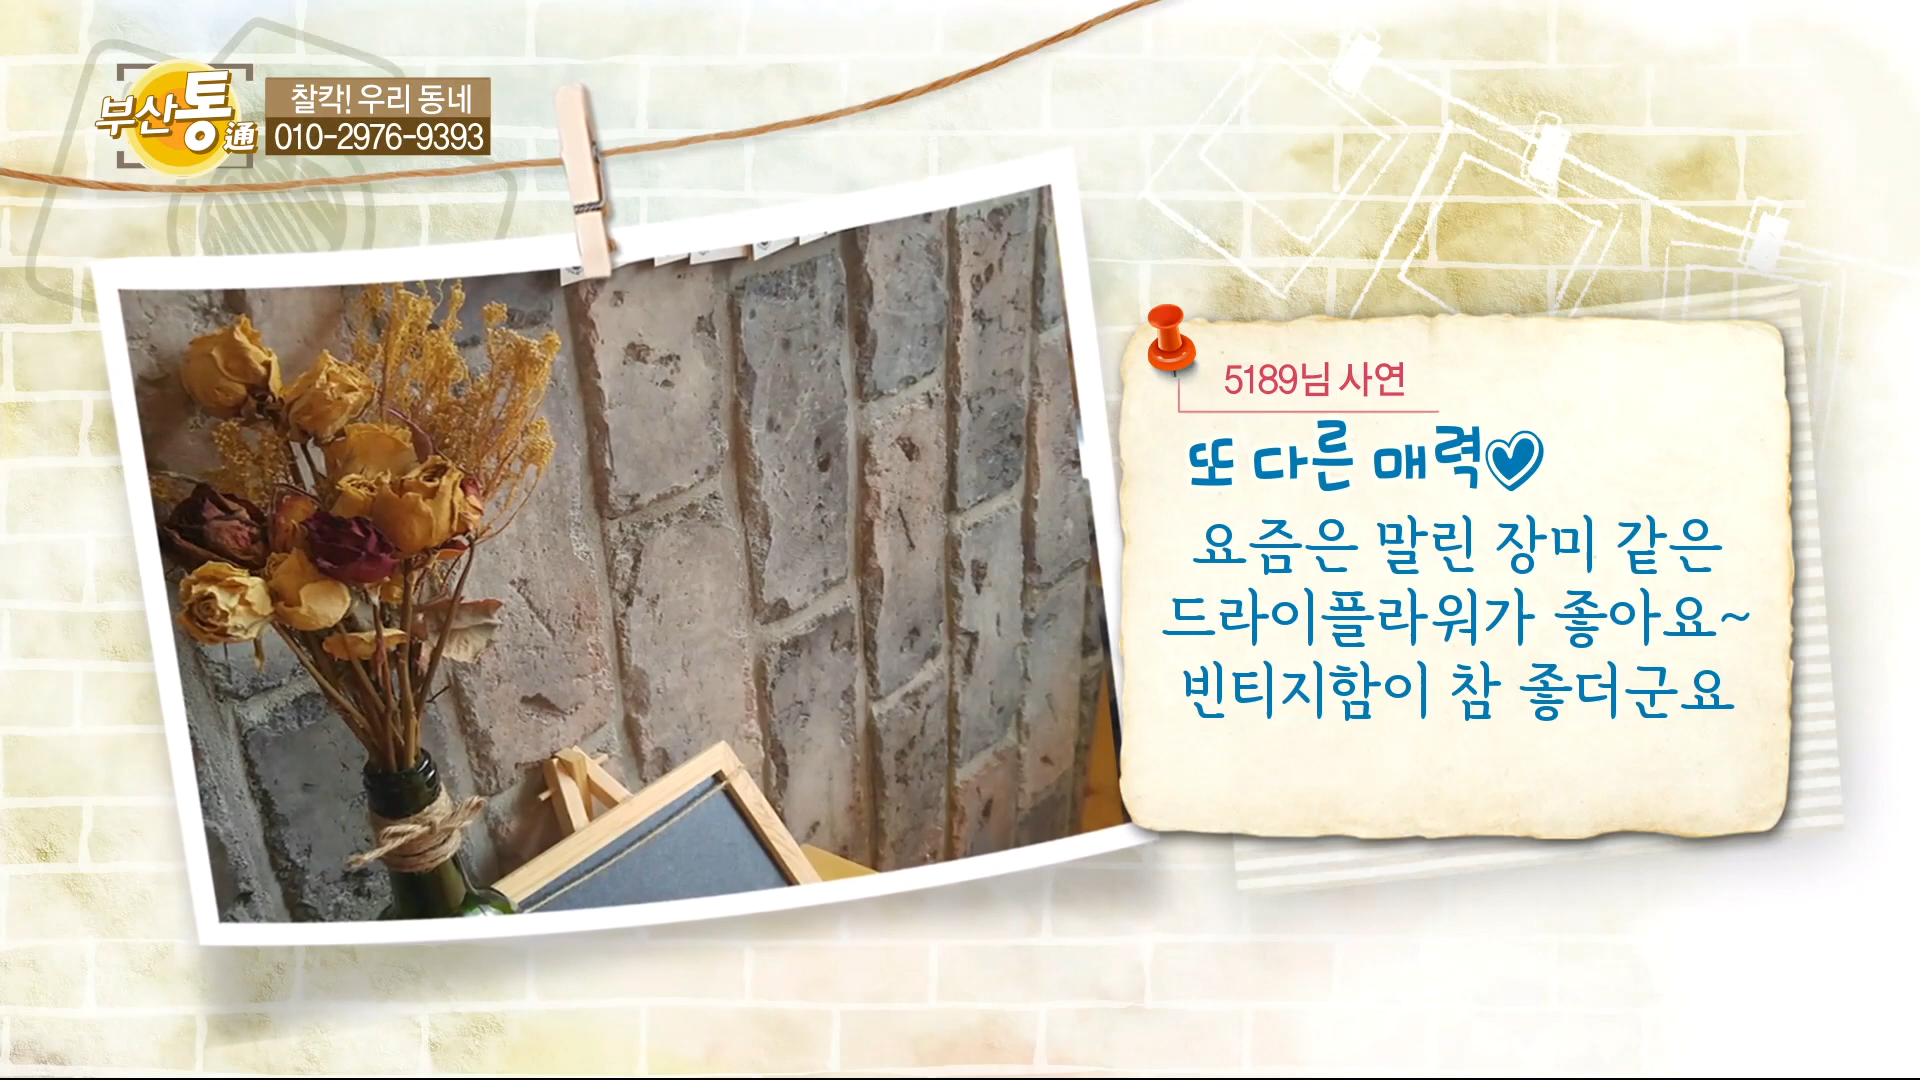 부산통通
찰칵! 우리 동네
010-2976-9393
5189님 사연
또 다른 매력
요즘은 말린 장미 같은
드라이플라워가 좋아요~
빈티지함이 참 좋더군요